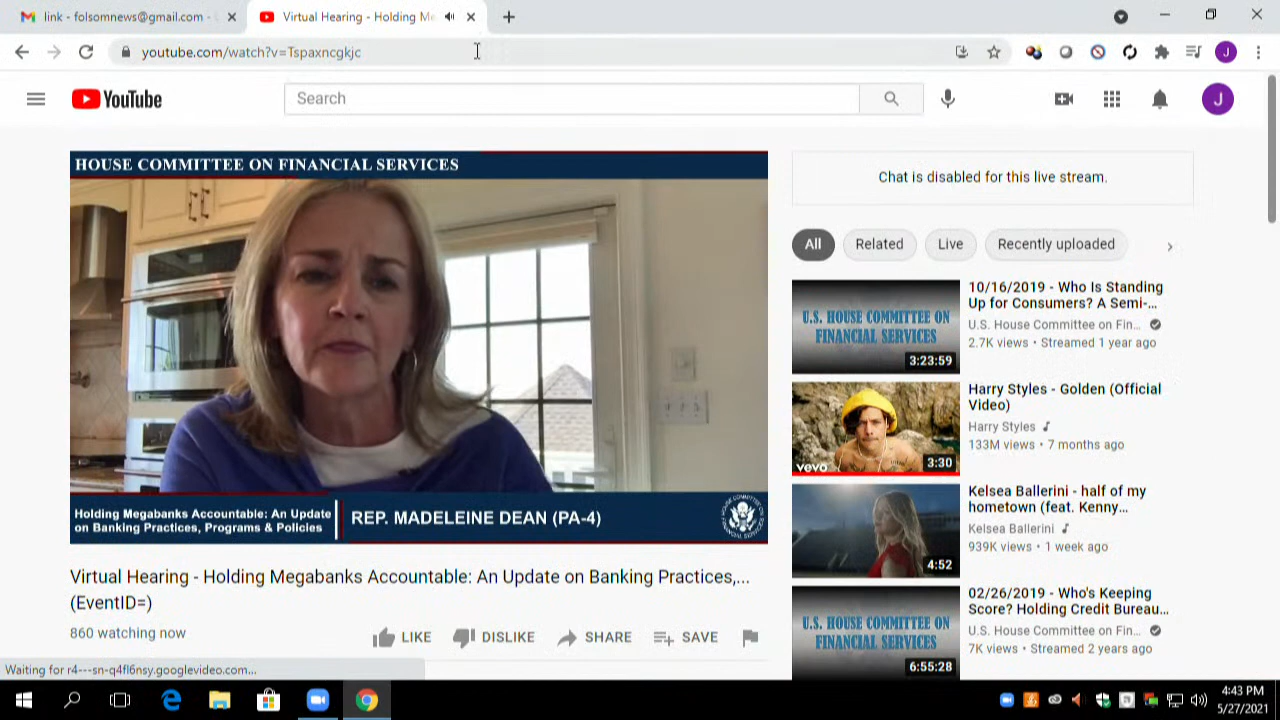 link - folsomnews@gmail.com -
Virtual Hearing - Holding Me
youtube.com/watch?v=Tspaxncgkjc
J
YouTube
Search
J
HOUSE COMMITTEE ON FINANCIAL SERVICES
Holding Megabanks Accountable: An Update
on Banking Practices, Programs & Policies
REP. MADELEINE DEAN (PA-4)
Virtual Hearing - Holding Megabanks Accountable: An Update on Banking Practices,...
(EventID=)
860 watching now
LIKE
DISLIKE
SHARE
SAVE
Chat is disabled for this live stream.
All
Related
Live
Recently uploaded
U.S. HOUSE COMMITTEE ON
FINANCIAL SERVICES
3:23:59
10/16/2019 - Who Is Standing
Up for Consumers? A Semi-...
U.S. House Committee on Fin...
2.7K views • Streamed 1 year ago
vevo
3:30
Harry Styles - Golden (Official
Video)
Harry Styles
133M views • 7 months ago
4:52
Kelsea Ballerini - half of my
hometown (feat. Kenny...
Kelsea Ballerini
939K views • 1 week ago
U.S. HOUSE COMMITTEE ON
FINANCIAL SERVICES
6:55:28
02/26/2019 - Who's Keeping
Score? Holding Credit Bureau...
U.S. House Committee on Fin...
7K views • Streamed 2 years ago
Waiting for r4---sn-q4fl6nsy.googlevideo.com...
4:43 PM
5/27/2021